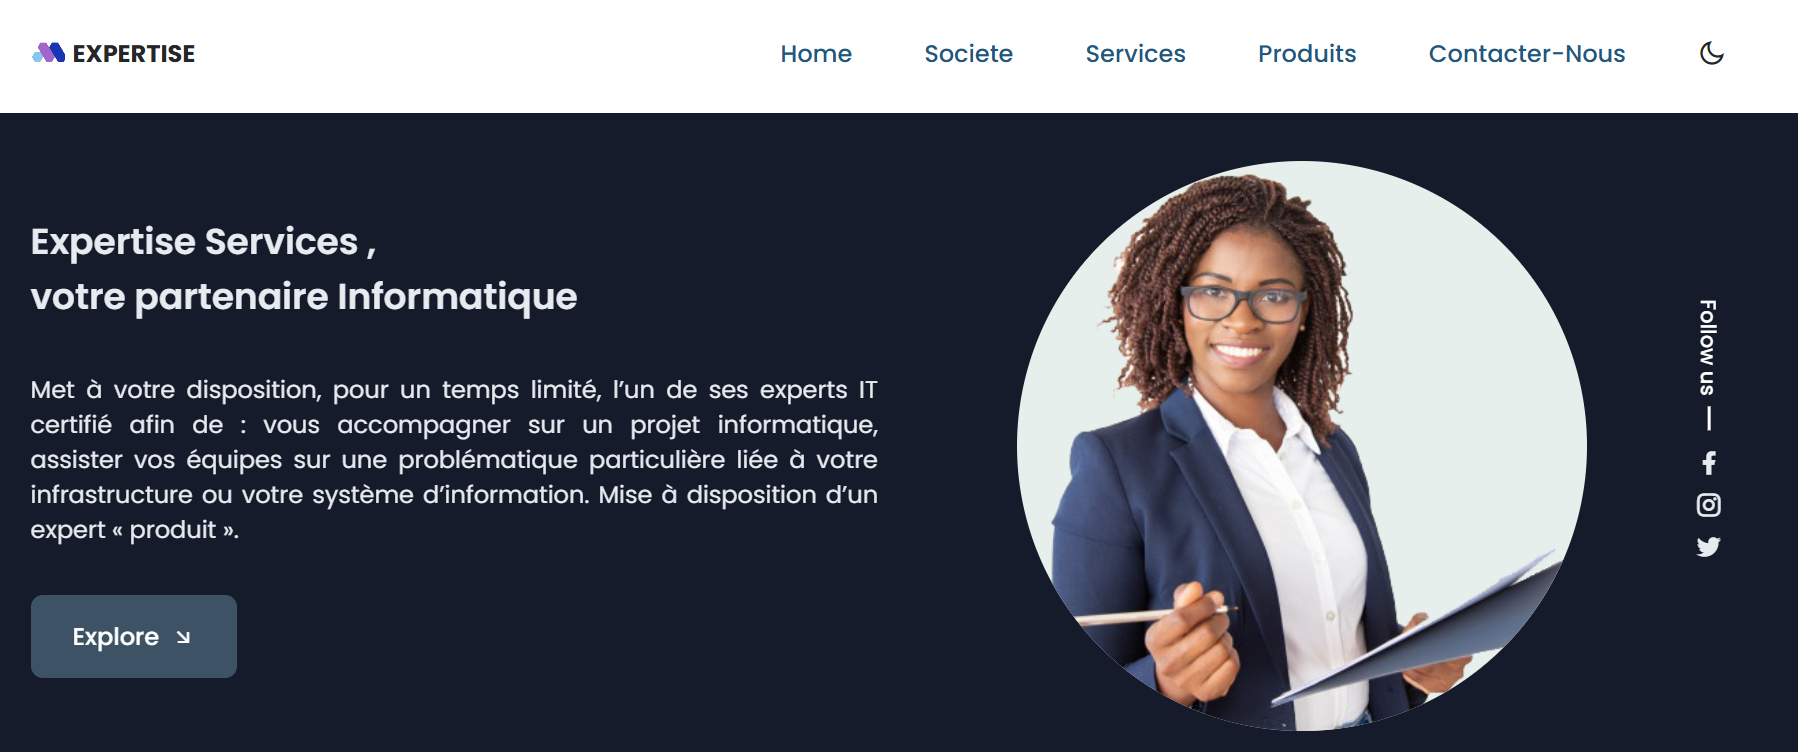 EXPERTISE
Home
Societe
Services
Produits
Contacter-Nous
Expertise Services ,
votre partenaire Informatique
Met à votre disposition, pour un temps limité, l’un de ses experts IT
certifié afin de : vous accompagner sur un projet informatique,
assister vos équipes sur une problématique particulière liée à votre
infrastructure ou votre système d’information. Mise à disposition d’un
expert « produit ».
Explore
Follow us